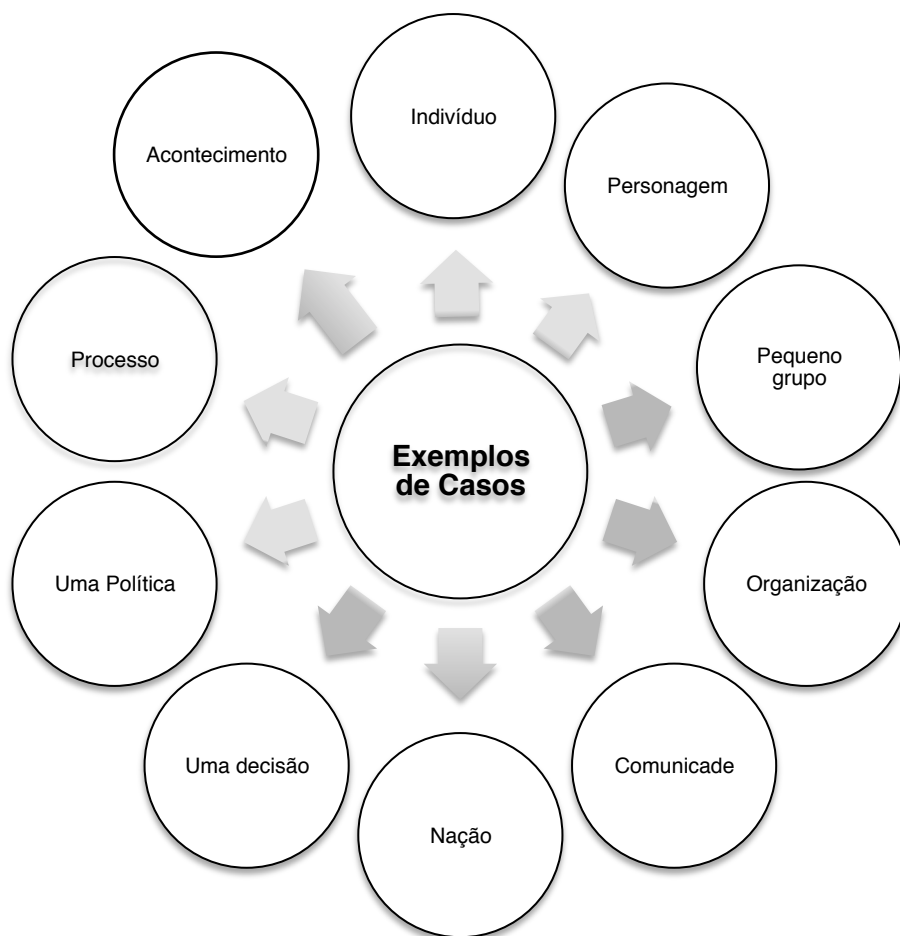 Indivíduo
Acontecimento
Personagem
Processo
Pequeno
grupo
Exemplos
de Casos
Uma Política
Organização
Uma decisão
Comunicade
Nação